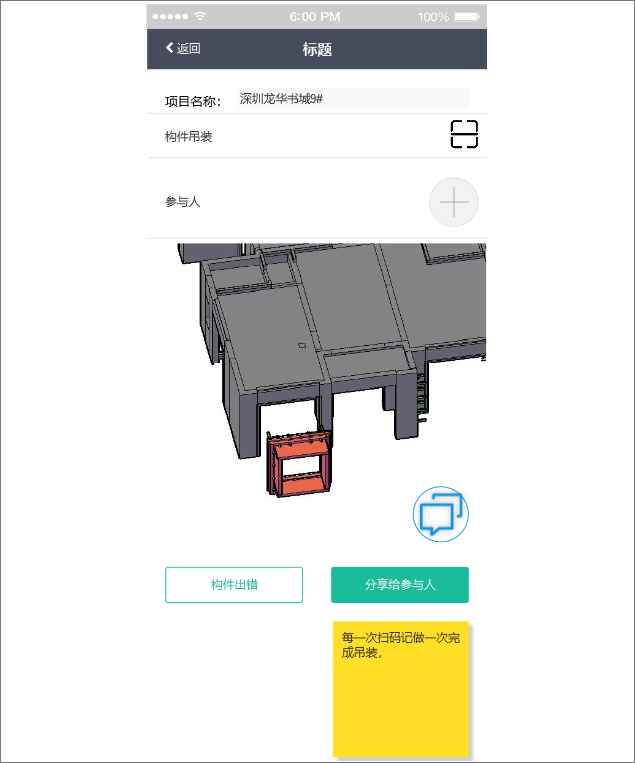 6:00 PM
100%
返回
标题
项目名称：
深圳龙华书城9#
构件吊装
参与人
构件出错
分享给参与人
每一次扫码记做一次完
成吊装，